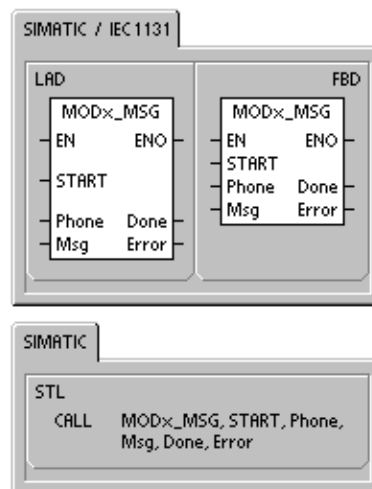 SIMATIC / IEC1131
LAD
MODx_MSG
EN ENO
START
Phone Done
Msg Error
FBD
MODx_MSG
EN ENO
START
Phone Done
Msg Error
SIMATIC
STL
CALL MODx_MSG, START, Phone,
Msg, Done, Error